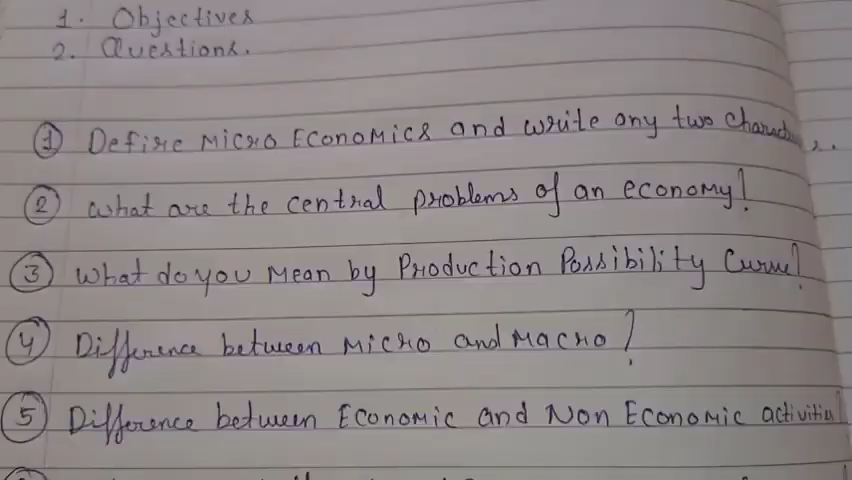 1. Objectives
2. Questions.
① Define Micro Economics and write any two
② What are the central problems of an economy?
③ What do you Mean by Production Possibility Curve?
④ Difference between Micro and Macro?
⑤ Difference between Economic and Non Economic activities